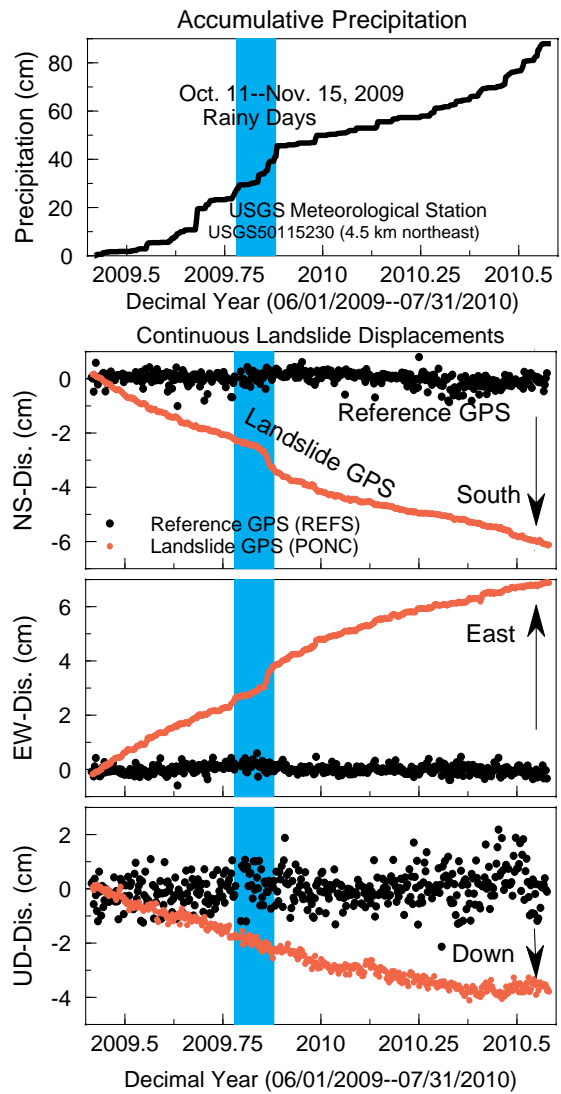 Accumulative Precipitation
Precipitation (cm)
80
60
40
20
0
Oct. 11--Nov. 15, 2009
Rainy Days
USGS Meteorological Station
USGS50115230 (4.5 km northeast)
2009.5 2009.75 2010 2010.25 2010.5
Decimal Year (06/01/2009--07/31/2010)
Continuous Landslide Displacements
NS-Dis. (cm)
0
-2
-4
-6
Reference GPS
Landslide GPS
South
Reference GPS (REFS)
Landslide GPS (PONC)
EW-Dis. (cm)
6
4
2
0
East
UD-Dis. (cm)
2
0
-2
-4
Down
2009.5 2009.75 2010 2010.25 2010.5
Decimal Year (06/01/2009--07/31/2010)